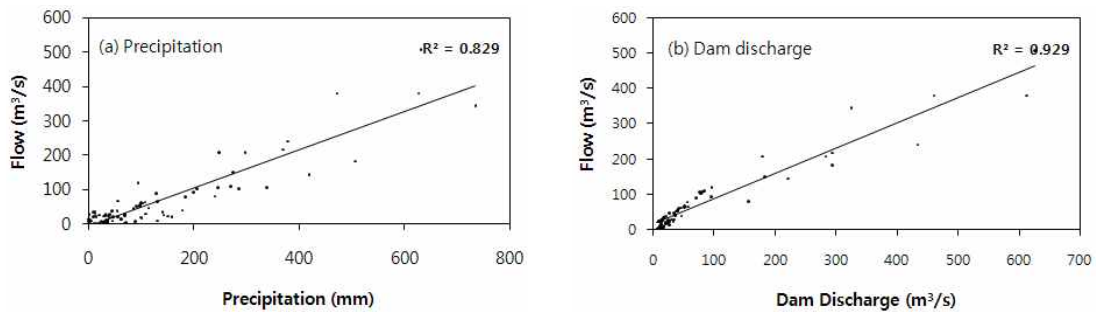 600
500
400
300
200
100
0
Flow (m³/s)
(a) Precipitation
R² = 0.829
0 200 400 600 800
Precipitation (mm)
600
500
400
300
200
100
0
Flow (m³/s)
(b) Dam discharge
R² = 0.929
0 100 200 300 400 500 600 700
Dam Discharge (m³/s)